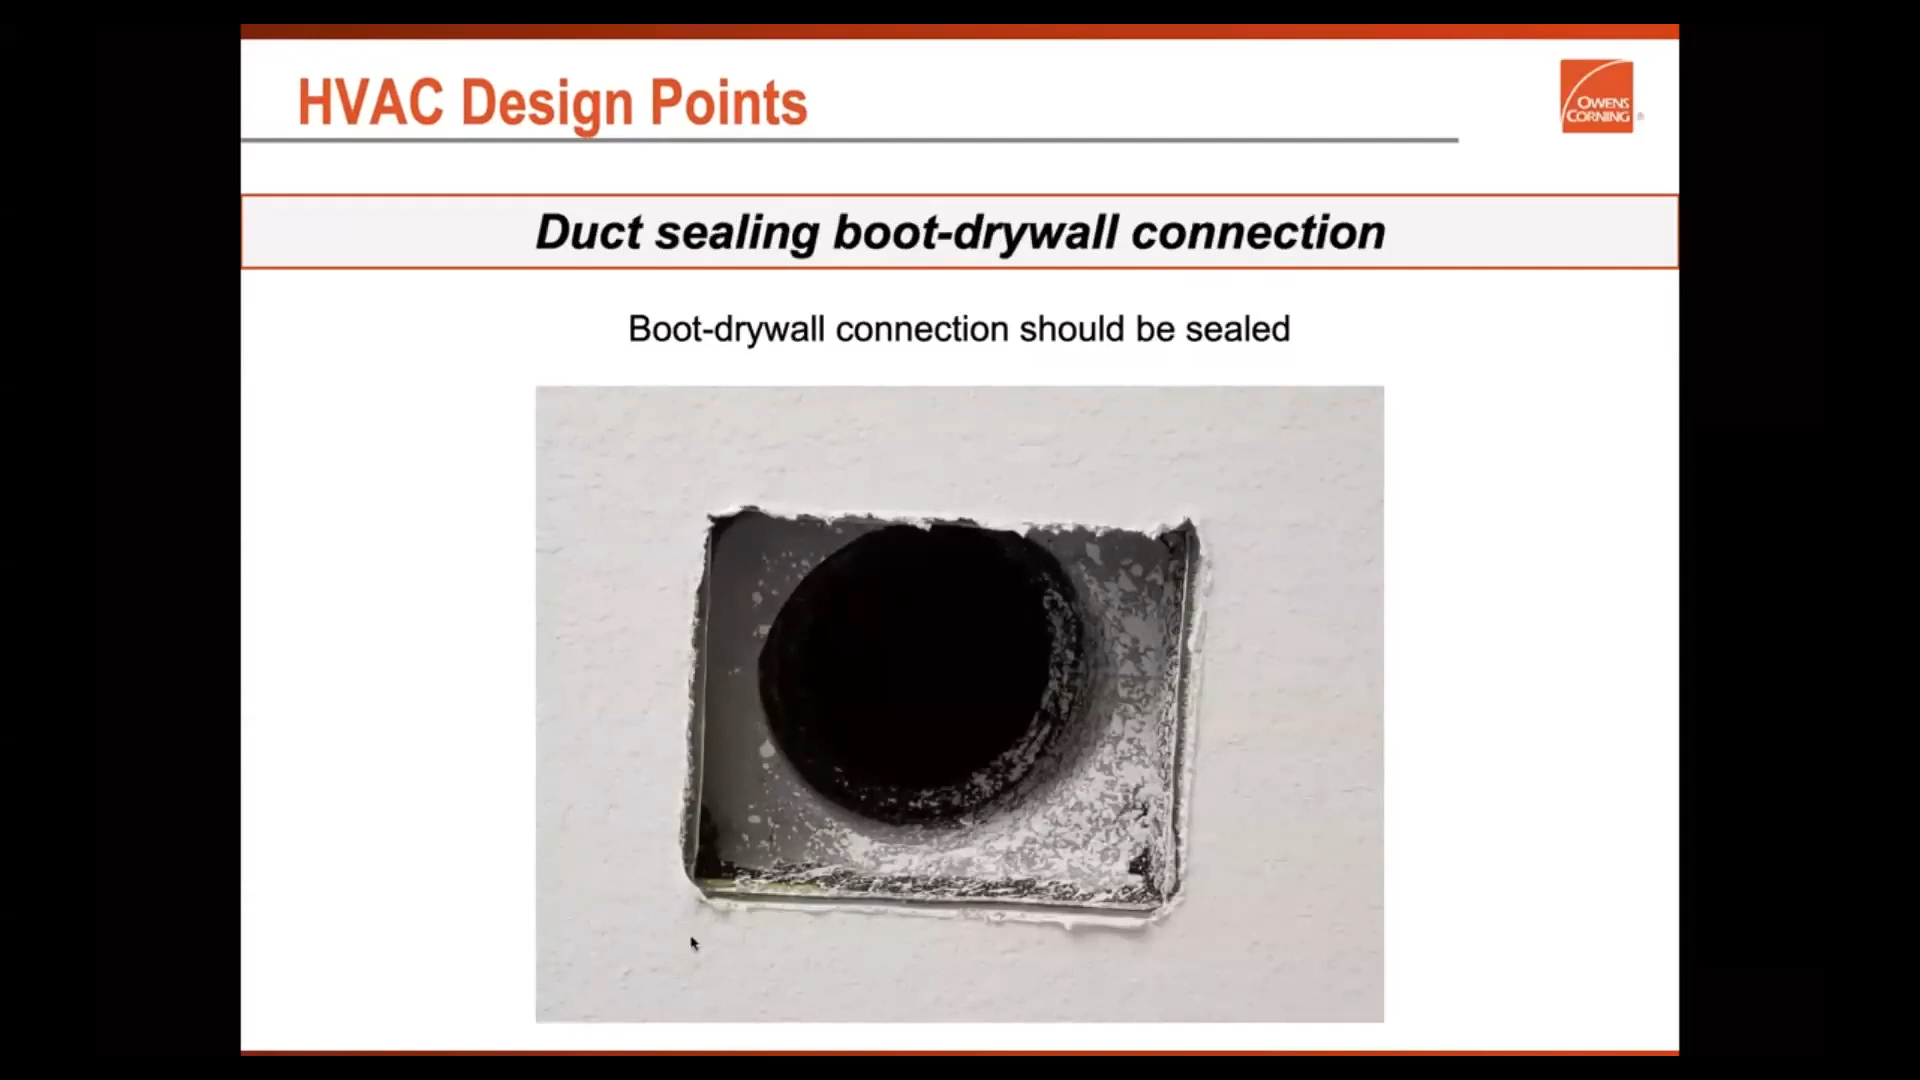 HVAC Design Points
OWENS
CORNING
®
Duct sealing boot-drywall connection
Boot-drywall connection should be sealed